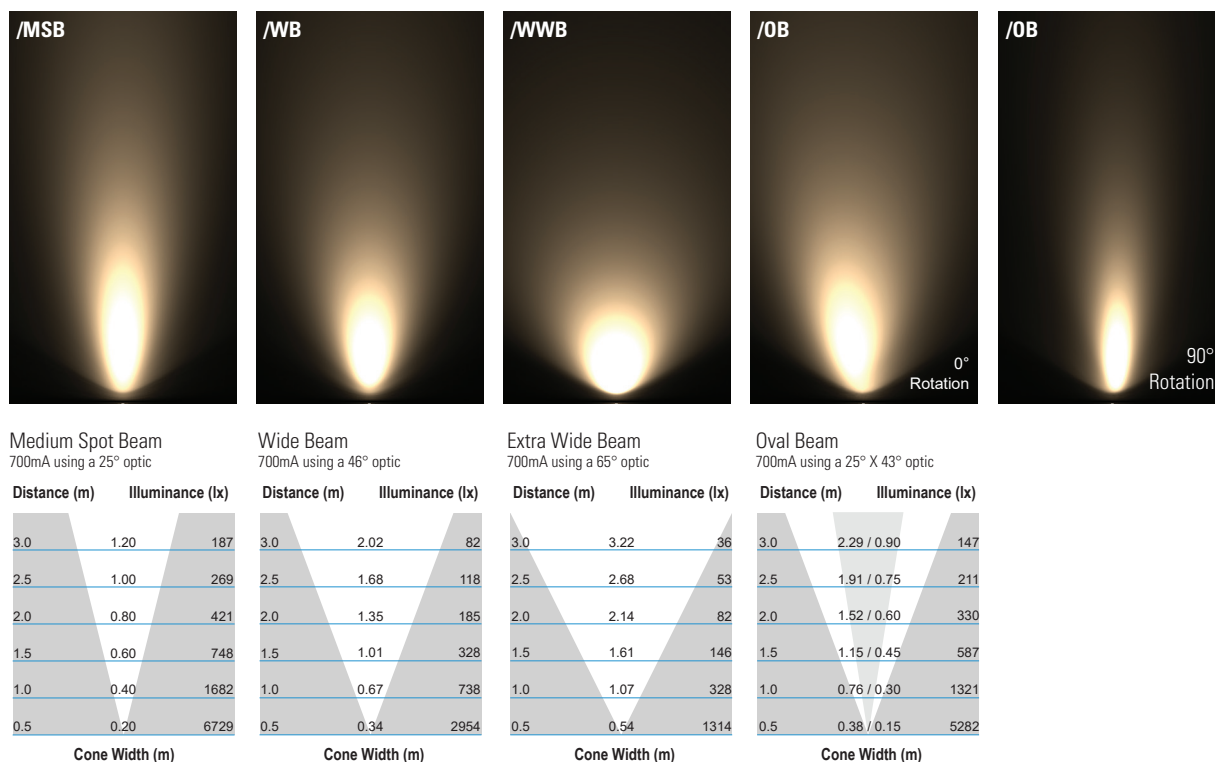 /MSB
/WB
/WWB
/OB
0°
Rotation
/OB
90°
Rotation
Medium Spot Beam
700mA using a 25° optic
Distance (m) Illuminance (lx)
3.0 1.20 187
2.5 1.00 269
2.0 0.80 421
1.5 0.60 748
1.0 0.40 1682
0.5 0.20 6729
Cone Width (m)
Wide Beam
700mA using a 46° optic
Distance (m) Illuminance (lx)
3.0 2.02 82
2.5 1.68 118
2.0 1.35 185
1.5 1.01 328
1.0 0.67 738
0.5 0.34 2954
Cone Width (m)
Extra Wide Beam
700mA using a 65° optic
Distance (m) Illuminance (lx)
3.0 3.22 36
2.5 2.68 53
2.0 2.14 82
1.5 1.61 146
1.0 1.07 328
0.5 0.54 1314
Cone Width (m)
Oval Beam
700mA using a 25° X 43° optic
Distance (m) Illuminance (lx)
3.0 2.29 / 0.90 147
2.5 1.91 / 0.75 211
2.0 1.52 / 0.60 330
1.5 1.15 / 0.45 587
1.0 0.76 / 0.30 1321
0.5 0.38 / 0.15 5282
Cone Width (m)